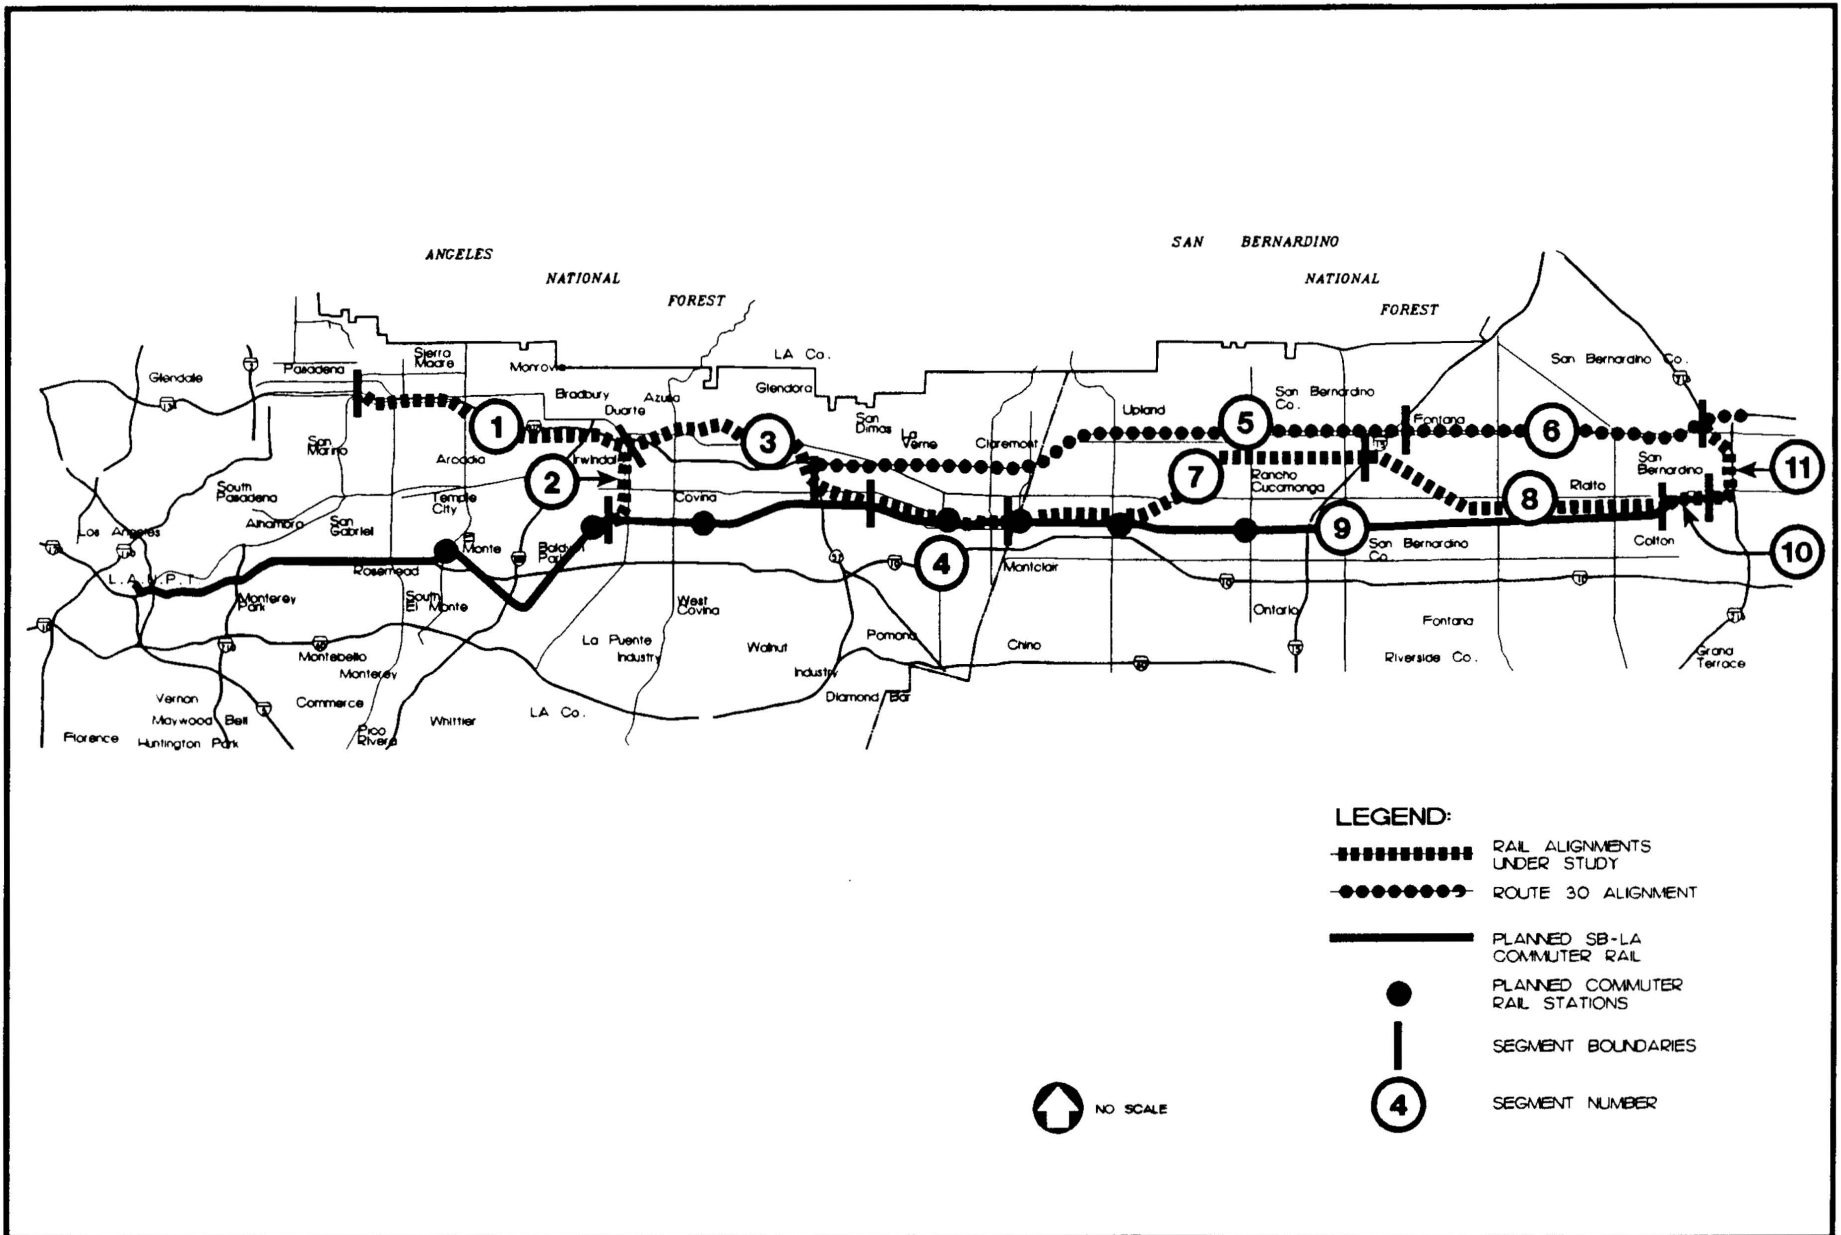 ANGELES
NATIONAL
FOREST
SAN BERNARDINO
NATIONAL
FOREST
Glendale
Pasadena
Sierra
Madre
Monrovia
Bradbury
Duarte
Azusa
LA Co.
Glendora
San
Dimas
La
Verne
Claremont
Upland
San Bernardino
Co.
Fontana
San Bernardino Co.
1
2
3
5
6
7
8
9
11
10
4
San
Marino
Arcadia
Irwindale
South
Pasadena
Alhambra
San
Gabriel
Temple
City
Covina
Rancho
Cucamonga
Rialto
San
Bernardino
Los Angeles
L.A.U.P.T
Monte
Baldwin
Park
Rosemead
Monterey
Park
South
El Monte
West
Covina
Montclair
San Bernardino
Co.
Colton
57
10
10
10
15
Ontario
Fontana
Riverside Co.
Grand
Terrace
La Puente
Industry
Walnut
Pomona
Chino
Industry
Diamond Bar
Montebello
Monterey
Vernon
Commerce
Maywood Bell
Florence
Huntington Park
Pico
Rivera
Whittier
LA Co.
LEGEND:
RAIL ALIGNMENTS
UNDER STUDY
ROUTE 30 ALIGNMENT
PLANNED SB-LA
COMMUTER RAIL
PLANNED COMMUTER
RAIL STATIONS
SEGMENT BOUNDARIES
4 SEGMENT NUMBER
NO SCALE